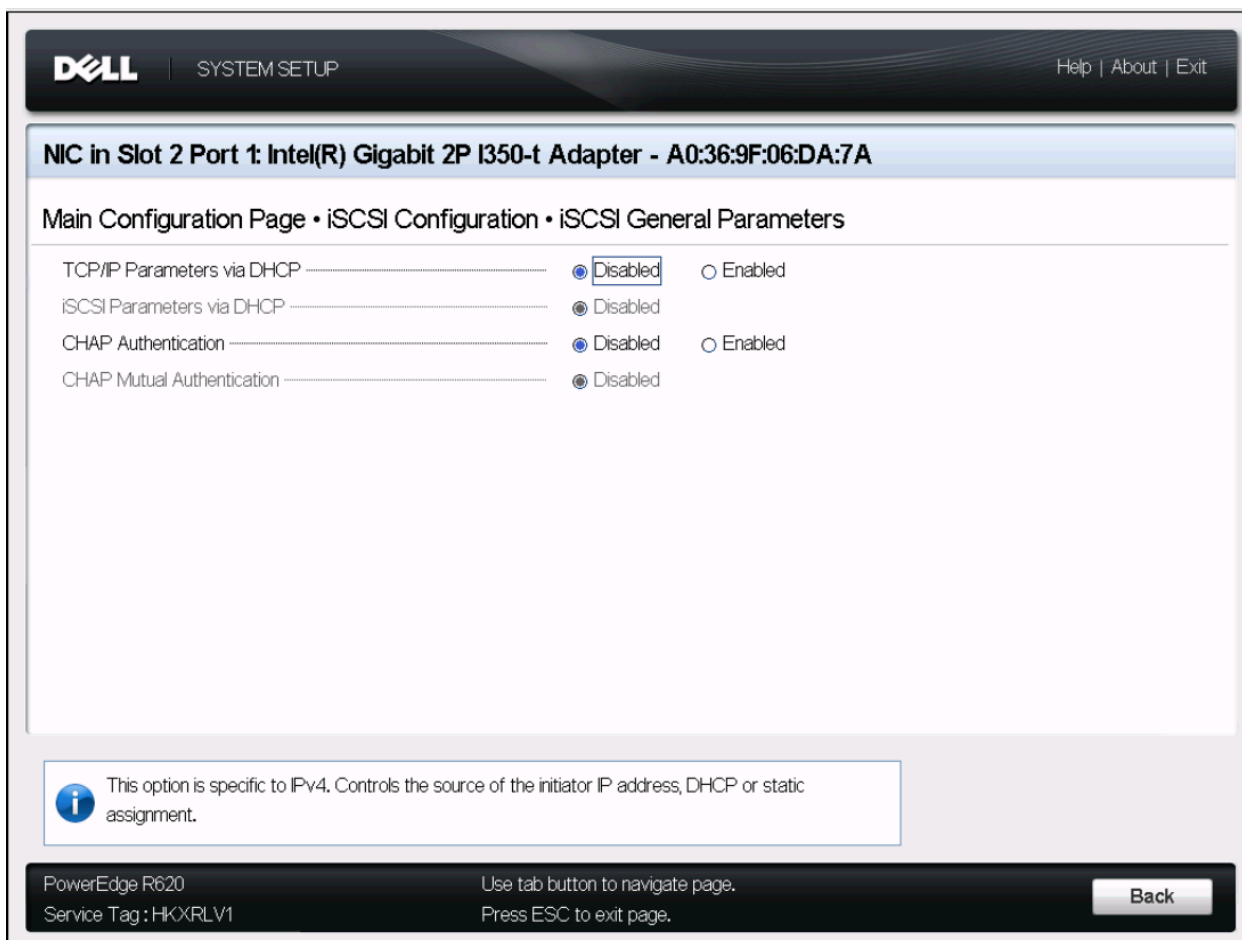 DELL SYSTEM SETUP Help | About | Exit
NIC in Slot 2 Port 1: Intel(R) Gigabit 2P I350-t Adapter - A0:36:9F:06:DA:7A
Main Configuration Page • iSCSI Configuration • iSCSI General Parameters
TCP/IP Parameters via DHCP Disabled Enabled
iSCSI Parameters via DHCP Disabled
CHAP Authentication Disabled Enabled
CHAP Mutual Authentication Disabled
This option is specific to IPv4. Controls the source of the initiator IP address, DHCP or static
assignment.
PowerEdge R620 Use tab button to navigate page.
Service Tag : HKXRLV1 Press ESC to exit page.
Back